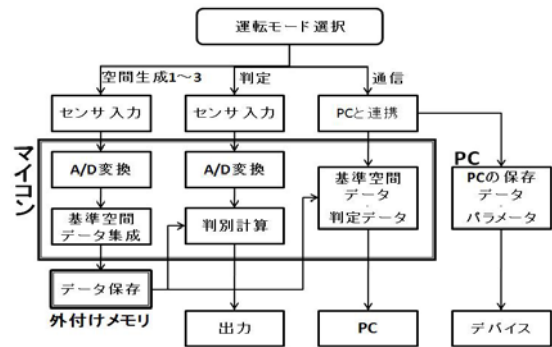 運転モード選択
空間生成1～3
判定
通信
センサ入力
センサ入力
PCと連携
マイコン
PC
A/D変換
A/D変換
基準空間
データ
・
判定データ
PCの保存
データ
・
パラメータ
基準空間
データ集成
判別計算
データ保存
外付けメモリ
出力
PC
デバイス